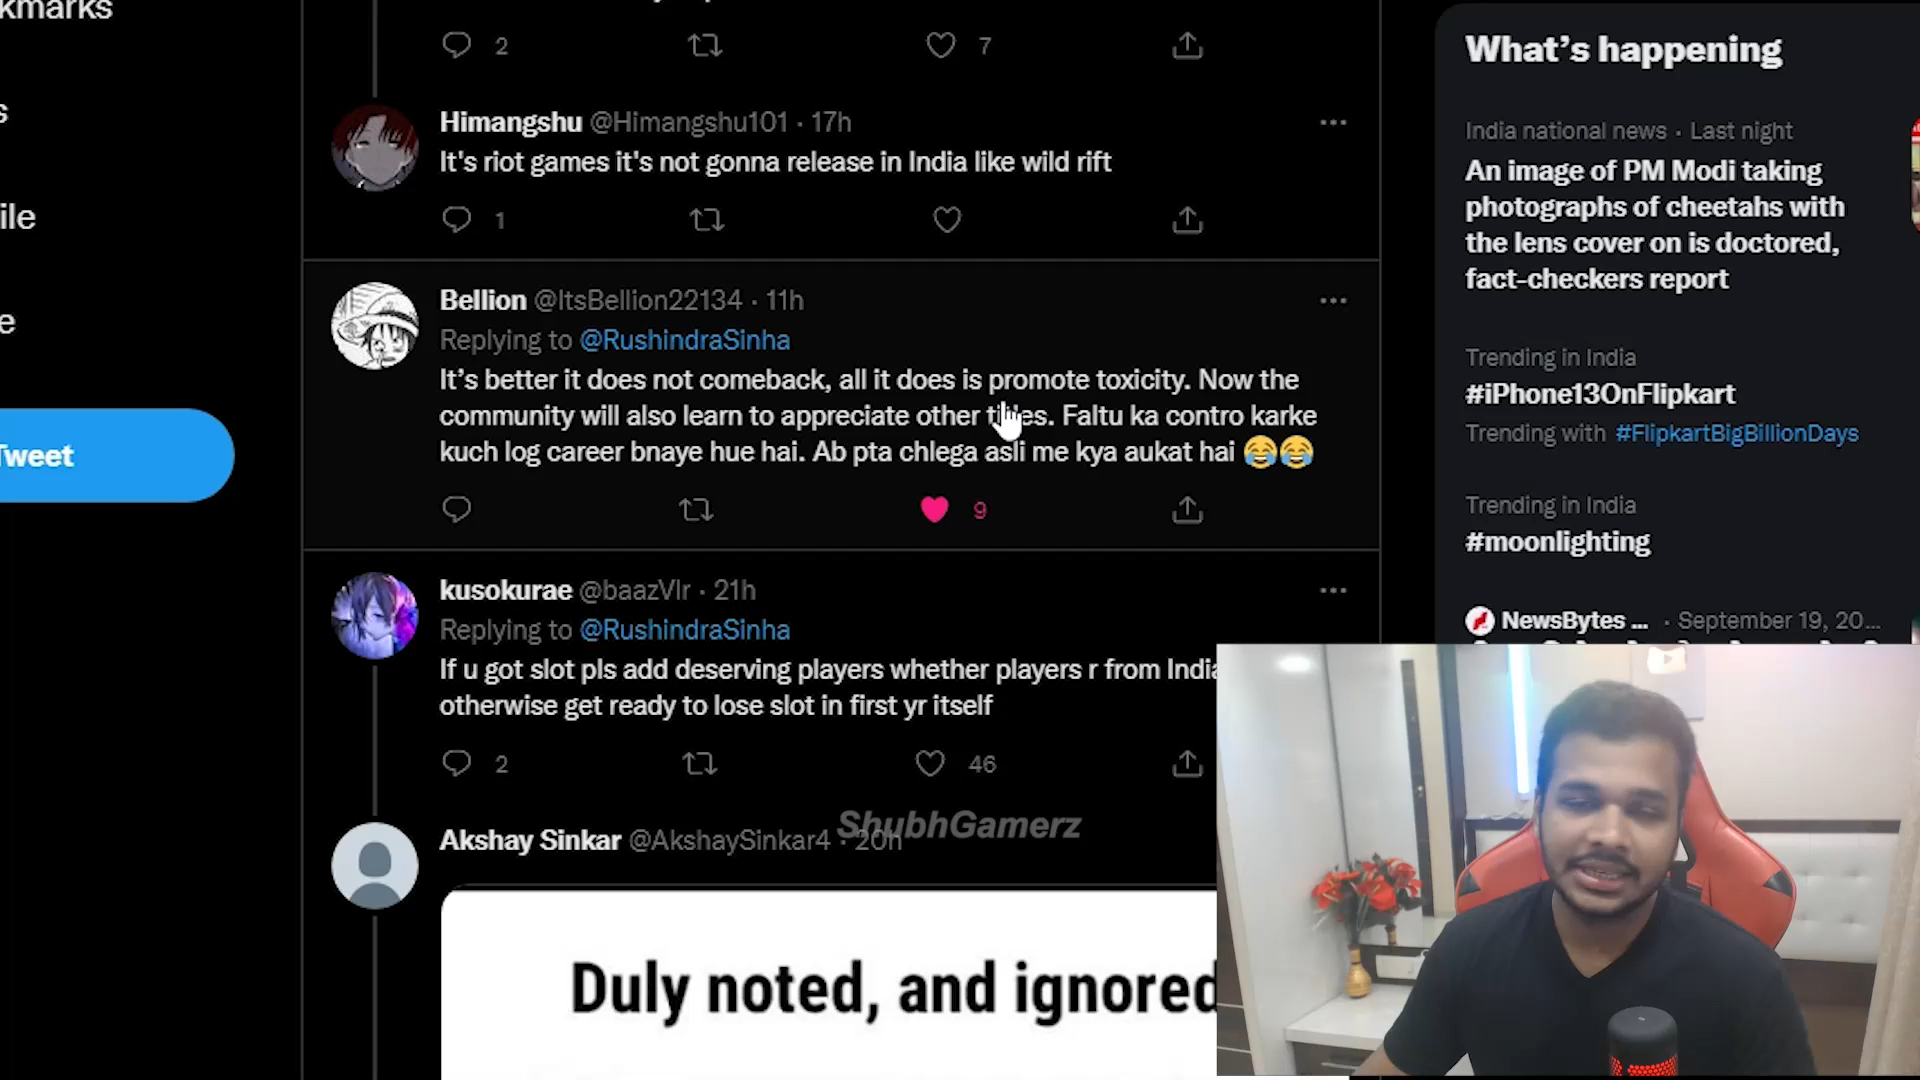 kmarks
What's happening
2
7
Himangshu @Himangshu101 · 17h
It's riot games it's not gonna release in India like wild rift
1
India national news · Last night
An image of PM Modi taking
photographs of cheetahs with
the lens cover on is doctored,
fact-checkers report
s
ile
e
Tweet
Bellion @ItsBellion22134 · 11h
Replying to @RushindraSinha
It's better it does not comeback, all it does is promote toxicity. Now the
community will also learn to appreciate other titles. Faltu ka contro karke
kuch log career bnaye hue hai. Ab pta chlega asli me kya aukat hai 😂😂
9
Trending in India
#iPhone13OnFlipkart
Trending with #FlipkartBigBillionDays
Trending in India
#moonlighting
NewsBytes ... · September 19, 20...
kusokurae @baazVlr · 21h
Replying to @RushindraSinha
If u got slot pls add deserving players whether players r from India
otherwise get ready to lose slot in first yr itself
2
46
ShubhGamerz
Akshay Sinkar @AkshaySinkar4 · 20h
Duly noted, and ignored